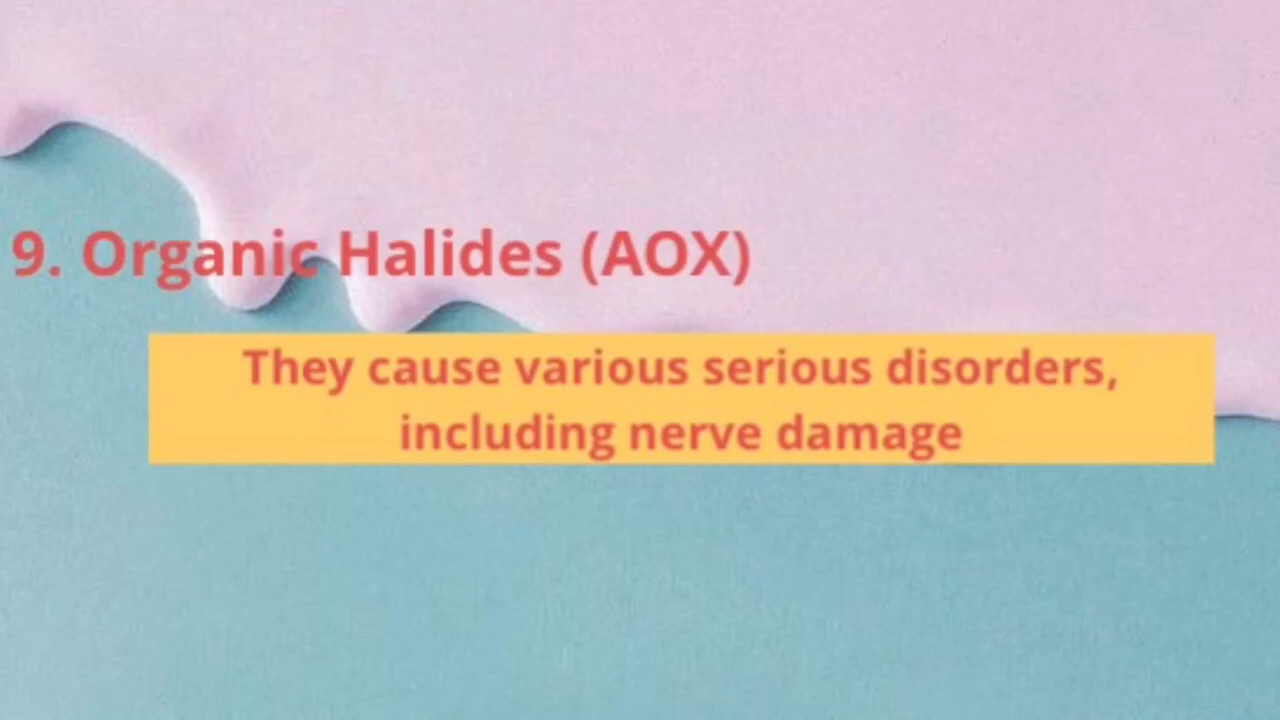 9. Organic Halides (AOX)
They cause various serious disorders,
including nerve damage